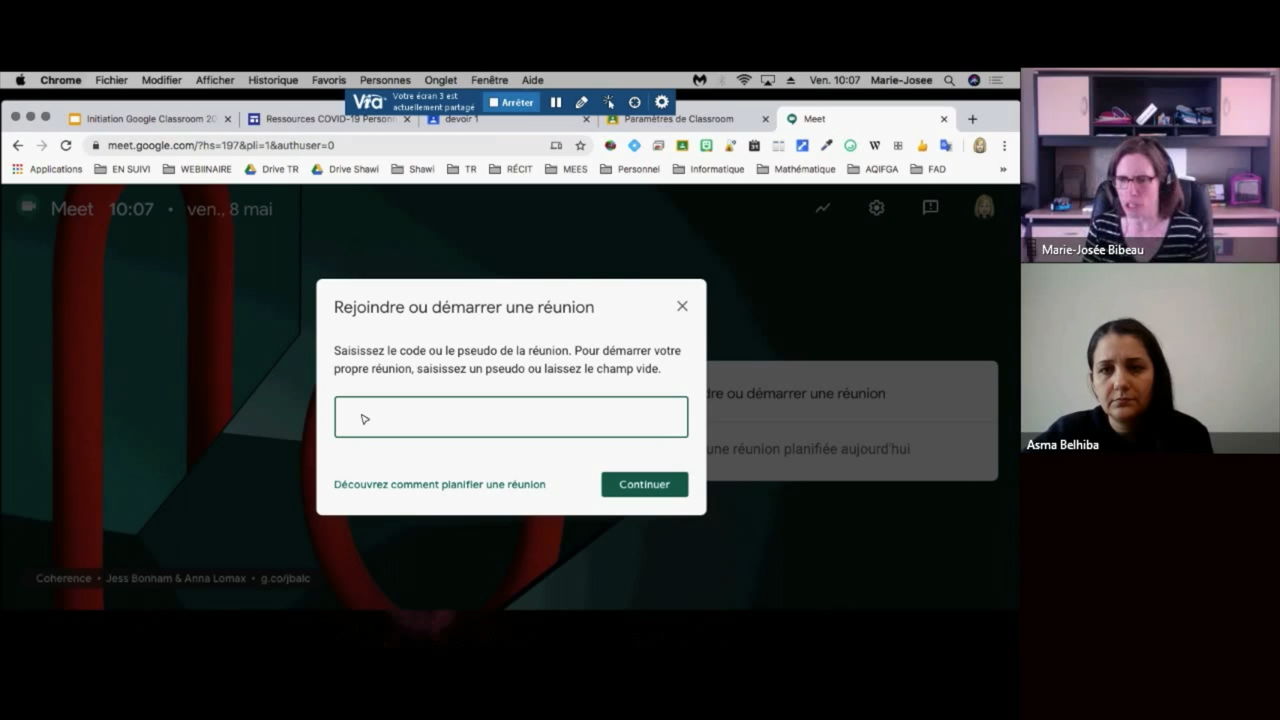 Chrome Fichier Modifier Afficher Historique Favoris Personnes Onglet Fenêtre Aide Ven. 10:07 Marie-Josee
Via Votre écran 3 est actuellement partagé Arrêter
Initiation Google Classroom 20 Ressources COVID-19 Personn devoir 1 Paramètres de Classroom Meet
meet.google.com/?hs=197&pli=1&authuser=0
Applications EN SUIVI WEBIINAIRE Drive TR Drive Shawi Shawi TR RÉCIT MEES Personnel Informatique Mathématique AQIFGA FAD
Meet 10:07 • ven., 8 mai
Rejoindre ou démarrer une réunion
Saisissez le code ou le pseudo de la réunion. Pour démarrer votre
propre réunion, saisissez un pseudo ou laissez le champ vide.
dre ou démarrer une réunion
une réunion planifiée aujourd'hui
Découvrez comment planifier une réunion Continuer
Coherence • Jess Bonham & Anna Lomax • g.co/jbalc
Marie-Josée Bibeau
Asma Belhiba